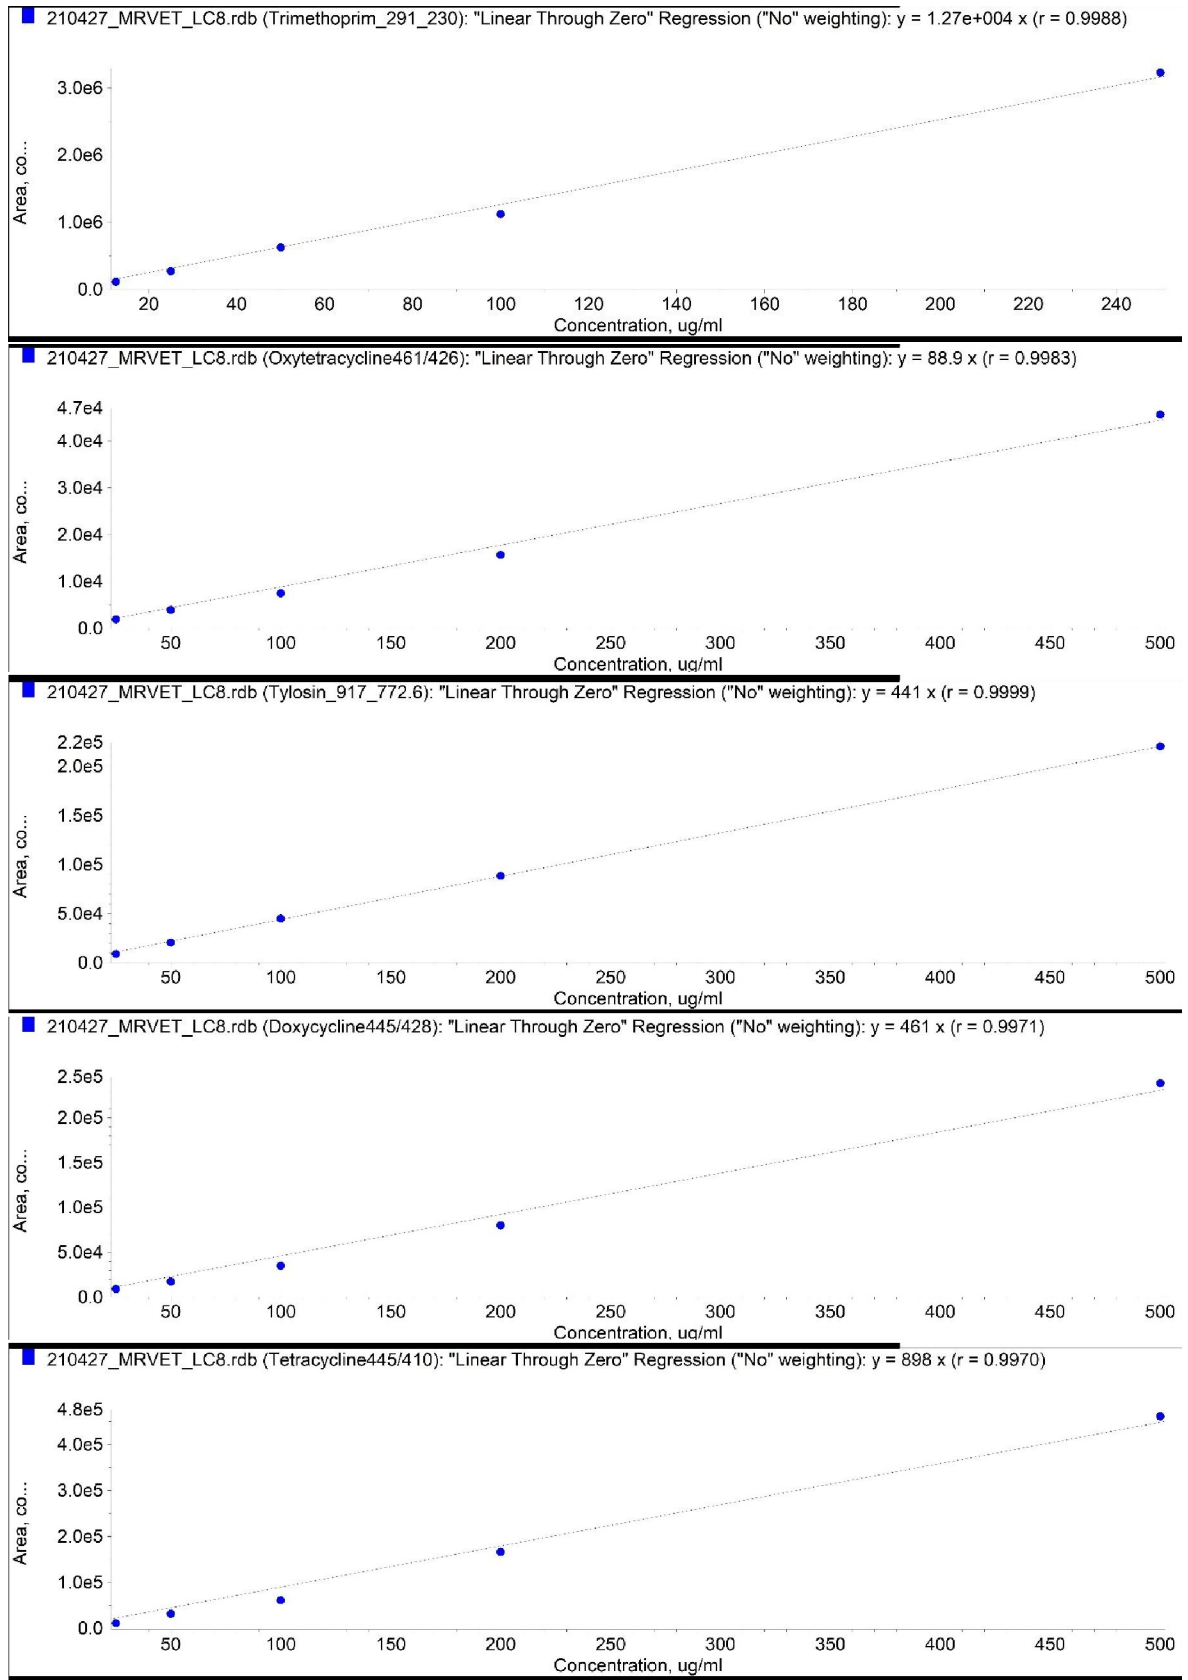 210427_MRVET_LC8.rdb (Trimethoprim_291_230): "Linear Through Zero" Regression ("No" weighting): y = 1.27e+004 x (r = 0.9988)
Area, co...
3.0e6
2.0e6
1.0e6
0.0
20 40 60 80 100 120 140 160 180 200 220 240
Concentration, ug/ml
210427_MRVET_LC8.rdb (Oxytetracycline461/426): "Linear Through Zero" Regression ("No" weighting): y = 88.9 x (r = 0.9983)
Area, co...
4.7e4
4.0e4
3.0e4
2.0e4
1.0e4
0.0
50 100 150 200 250 300 350 400 450 500
Concentration, ug/ml
210427_MRVET_LC8.rdb (Tylosin_917_772.6): "Linear Through Zero" Regression ("No" weighting): y = 441 x (r = 0.9999)
Area, co...
2.2e5
2.0e5
1.5e5
1.0e5
5.0e4
0.0
50 100 150 200 250 300 350 400 450 500
Concentration, ug/ml
210427_MRVET_LC8.rdb (Doxycycline445/428): "Linear Through Zero" Regression ("No" weighting): y = 461 x (r = 0.9971)
Area, co...
2.5e5
2.0e5
1.5e5
1.0e5
5.0e4
0.0
50 100 150 200 250 300 350 400 450 500
Concentration, ug/ml
210427_MRVET_LC8.rdb (Tetracycline445/410): "Linear Through Zero" Regression ("No" weighting): y = 898 x (r = 0.9970)
Area, co...
4.8e5
4.0e5
3.0e5
2.0e5
1.0e5
0.0
50 100 150 200 250 300 350 400 450 500
Concentration, ug/ml